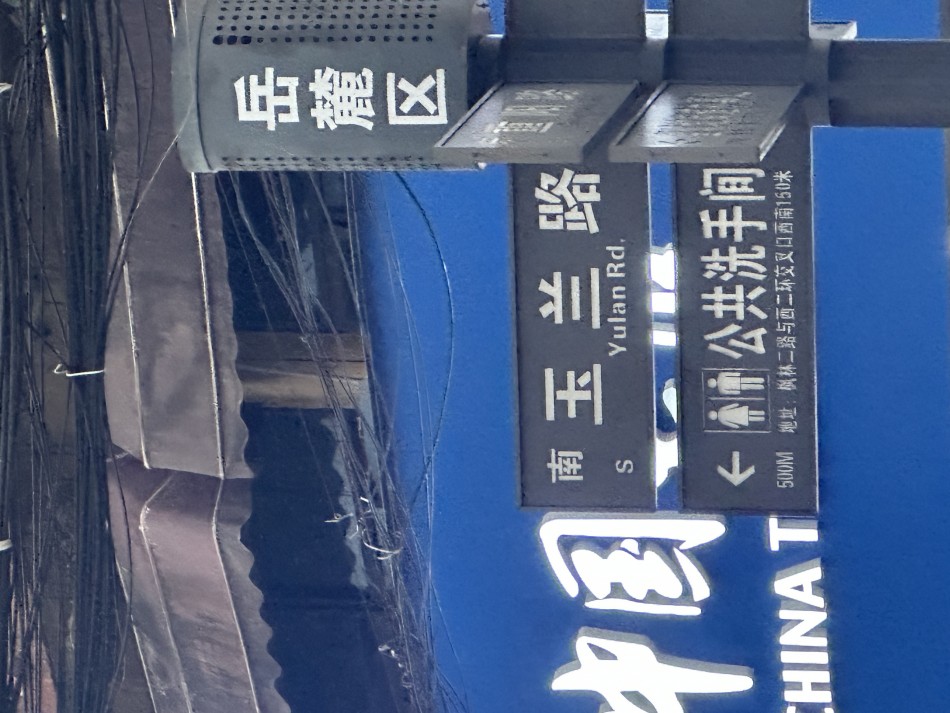 岳麓区
南 玉兰路
S Yulan Rd.
← 公共洗手间
500M 地址：枫林二路与西二环交叉口西南150米
中国
CHINA T